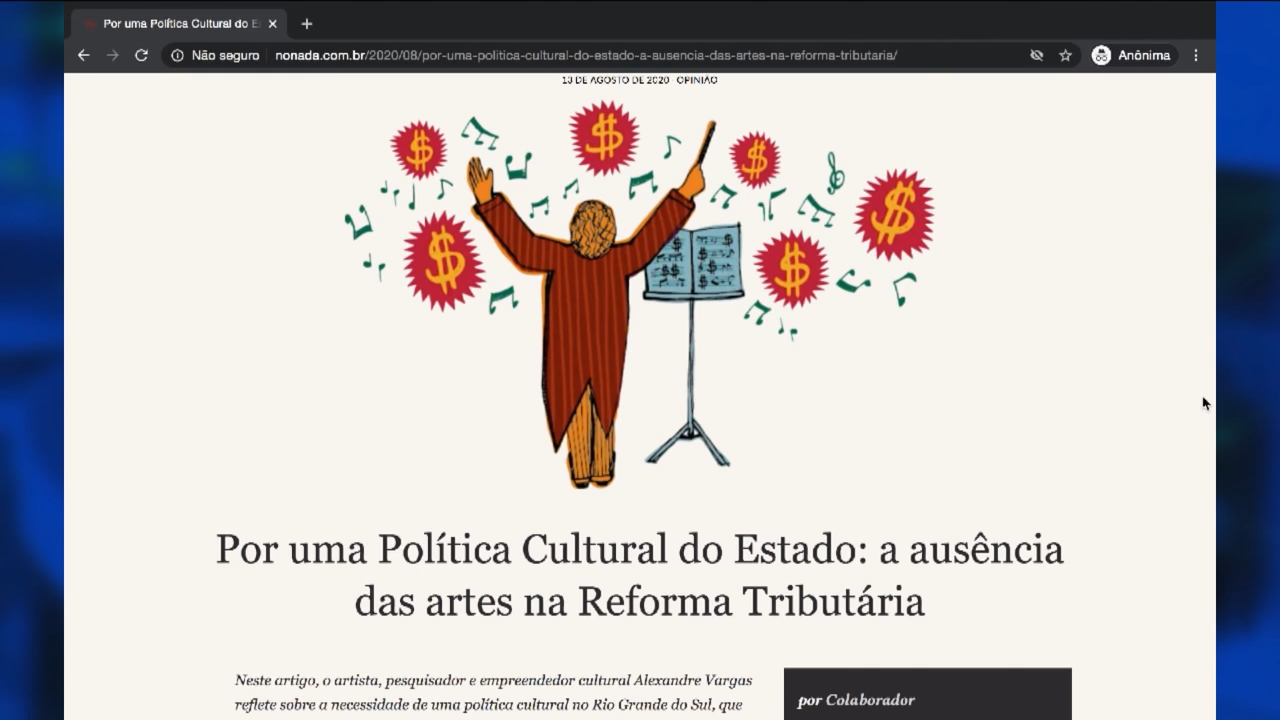 Por uma Política Cultural do E
Não seguro
nonada.com.br/2020/08/por-uma-politica-cultural-do-estado-a-ausencia-das-artes-na-reforma-tributaria/
Anônima
13 DE AGOSTO DE 2020 OPINIÃO
Por uma Política Cultural do Estado: a ausência
das artes na Reforma Tributária
Neste artigo, o artista, pesquisador e empreendedor cultural Alexandre Vargas
reflete sobre a necessidade de uma política cultural no Rio Grande do Sul, que
por Colaborador